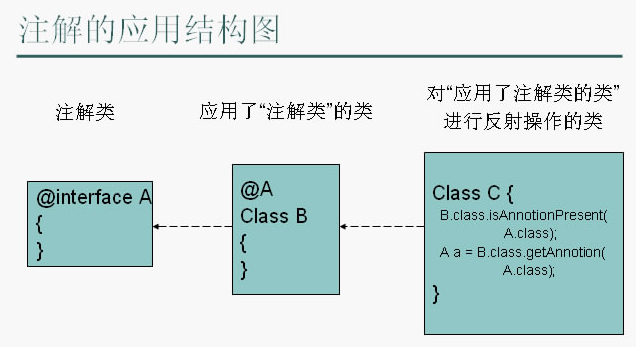 注解的应用结构图
注解类
应用了“注解类”的类
对“应用了注解类的类”
进行反射操作的类
@interface A
{
}
@A
Class B
{
}
Class C {
B.class.isAnnotionPresent(
A.class);
A a = B.class.getAnnotion(
A.class);
}